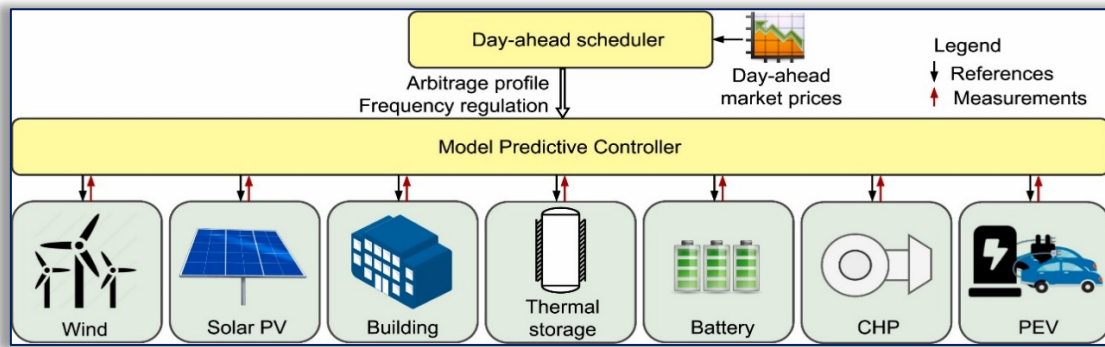 Day-ahead scheduler
Day-ahead
market prices
Legend
References
Measurements
Arbitrage profile
Frequency regulation
Model Predictive Controller
Wind
Solar PV
Building
Thermal
storage
Battery
CHP
PEV